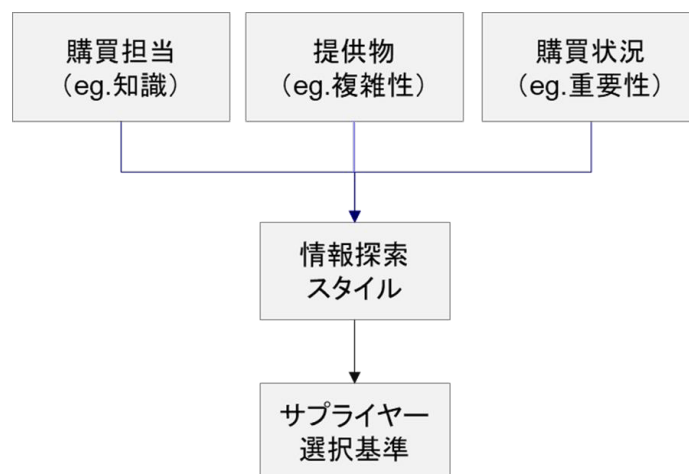 購買担当
（eg.知識）
提供物
（eg.複雑性）
購買状況
（eg.重要性）
情報探索
スタイル
サプライヤー
選択基準